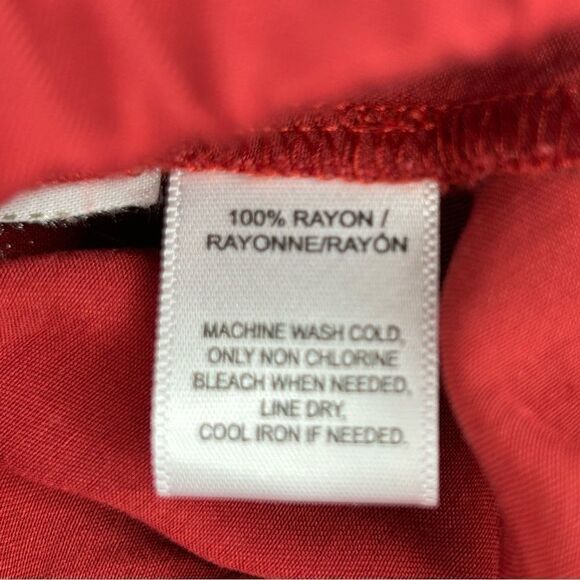 100% RAYON /
RAYONNE/RAYÓN
MACHINE WASH COLD,
ONLY NON CHLORINE
BLEACH WHEN NEEDED,
LINE DRY,
COOL IRON IF NEEDED.